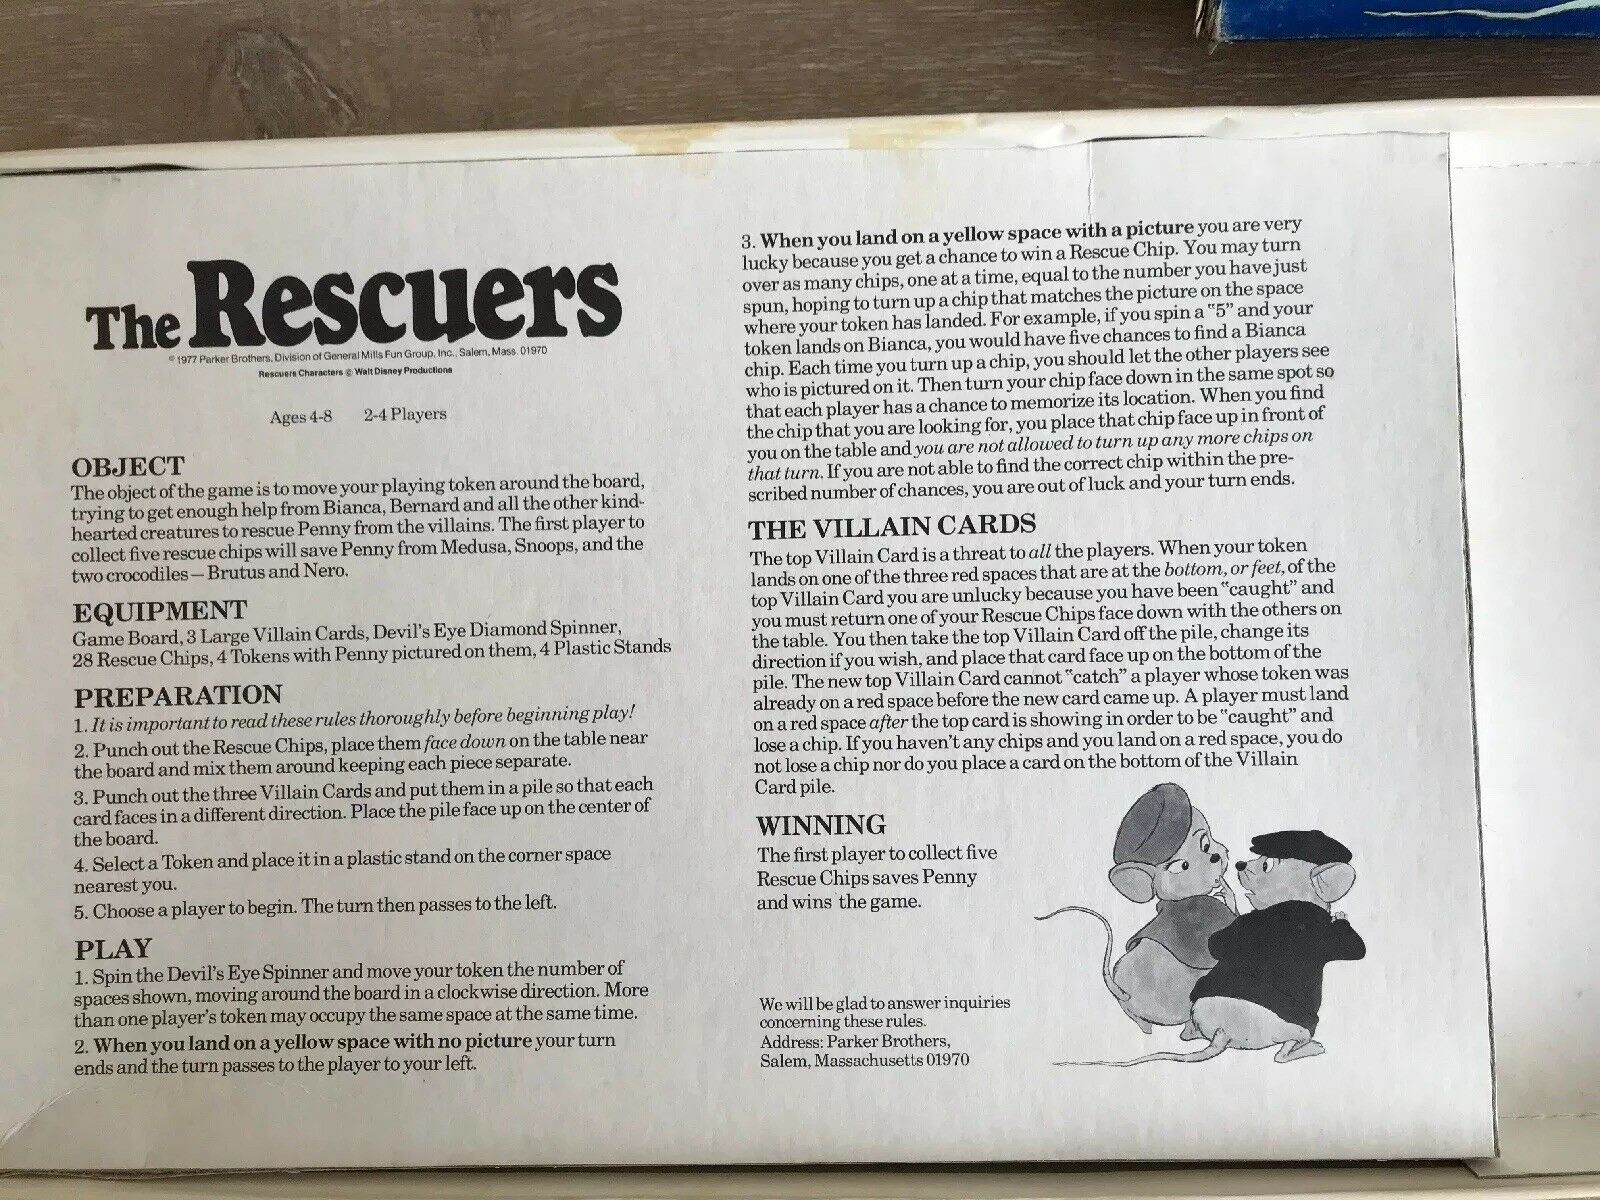 The Rescuers
© 1977 Parker Brothers, Division of General Mills Fun Group, Inc., Salem, Mass. 01970
Rescuers Characters © Walt Disney Productions
Ages 4-8 2-4 Players
OBJECT
The object of the game is to move your playing token around the board,
trying to get enough help from Bianca, Bernard and all the other kind-
hearted creatures to rescue Penny from the villains. The first player to
collect five rescue chips will save Penny from Medusa, Snoops, and the
two crocodiles—Brutus and Nero.
EQUIPMENT
Game Board, 3 Large Villain Cards, Devil's Eye Diamond Spinner,
28 Rescue Chips, 4 Tokens with Penny pictured on them, 4 Plastic Stands
PREPARATION
1. It is important to read these rules thoroughly before beginning play!
2. Punch out the Rescue Chips, place them face down on the table near
the board and mix them around keeping each piece separate.
3. Punch out the three Villain Cards and put them in a pile so that each
card faces in a different direction. Place the pile face up on the center of
the board.
4. Select a Token and place it in a plastic stand on the corner space
nearest you.
5. Choose a player to begin. The turn then passes to the left.
PLAY
1. Spin the Devil's Eye Spinner and move your token the number of
spaces shown, moving around the board in a clockwise direction. More
than one player's token may occupy the same space at the same time.
2. When you land on a yellow space with no picture your turn
ends and the turn passes to the player to your left.
3. When you land on a yellow space with a picture you are very
lucky because you get a chance to win a Rescue Chip. You may turn
over as many chips, one at a time, equal to the number you have just
spun, hoping to turn up a chip that matches the picture on the space
where your token has landed. For example, if you spin a "5" and your
token lands on Bianca, you would have five chances to find a Bianca
chip. Each time you turn up a chip, you should let the other players see
who is pictured on it. Then turn your chip face down in the same spot so
that each player has a chance to memorize its location. When you find
the chip that you are looking for, you place that chip face up in front of
you on the table and you are not allowed to turn up any more chips on
that turn. If you are not able to find the correct chip within the pre-
scribed number of chances, you are out of luck and your turn ends.
THE VILLAIN CARDS
The top Villain Card is a threat to all the players. When your token
lands on one of the three red spaces that are at the bottom, or feet, of the
top Villain Card you are unlucky because you have been "caught" and
you must return one of your Rescue Chips face down with the others on
the table. You then take the top Villain Card off the pile, change its
direction if you wish, and place that card face up on the bottom of the
pile. The new top Villain Card cannot "catch" a player whose token was
already on a red space before the new card came up. A player must land
on a red space after the top card is showing in order to be "caught" and
lose a chip. If you haven't any chips and you land on a red space, you do
not lose a chip nor do you place a card on the bottom of the Villain
Card pile.
WINNING
The first player to collect five
Rescue Chips saves Penny
and wins the game.
We will be glad to answer inquiries
concerning these rules.
Address: Parker Brothers,
Salem, Massachusetts 01970